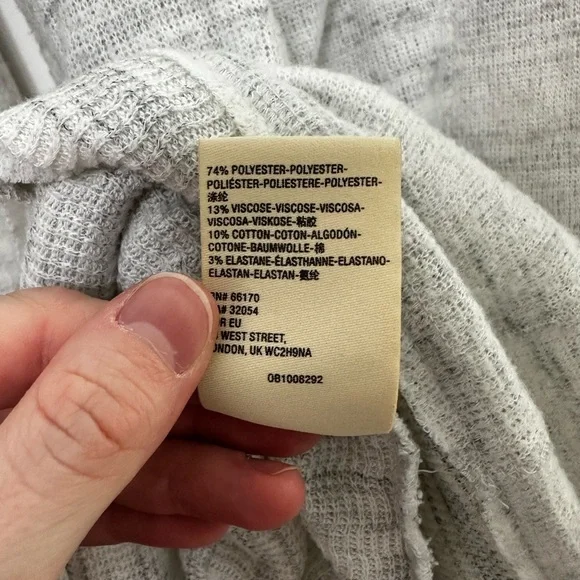 74% POLYESTER-POLYESTER-
POLIÉSTER-POLIESTERE-POLYESTER-
涤纶
13% VISCOSE-VISCOSE-VISCOSA-
VISCOSA-VISKOSE-粘胶
10% COTTON-COTON-ALGODÓN-
COTONE-BAUMWOLLE-棉
3% ELASTANE-ÉLASTHANNE-ELASTANO-
ELASTAN-ELASTAN-氨纶
66170
32054
EU
WEST STREET,
UK WC2H9NA
OB1008292